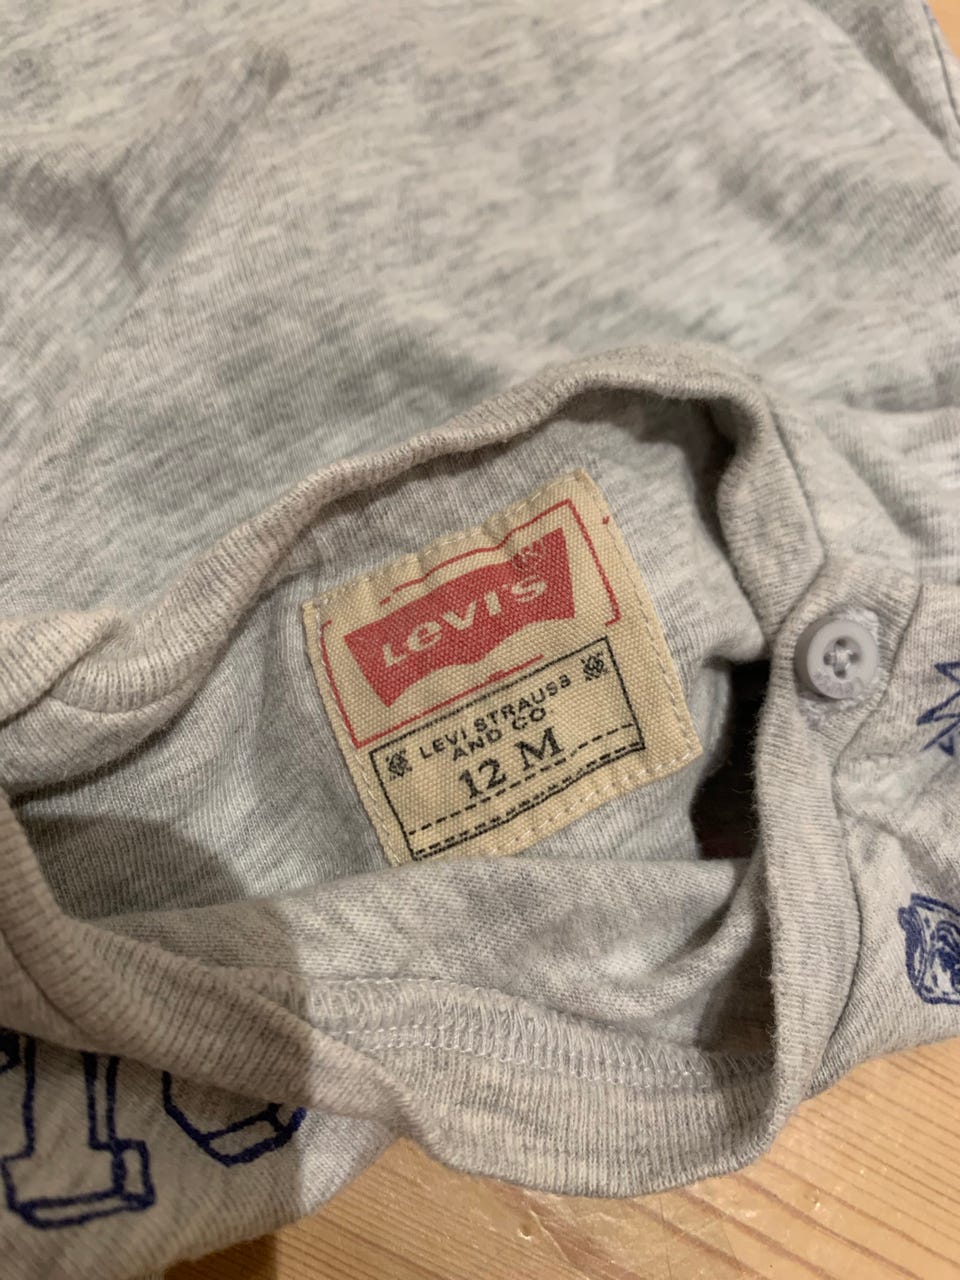 LEVI'S
LEVI STRAUSS
AND CO
12 M